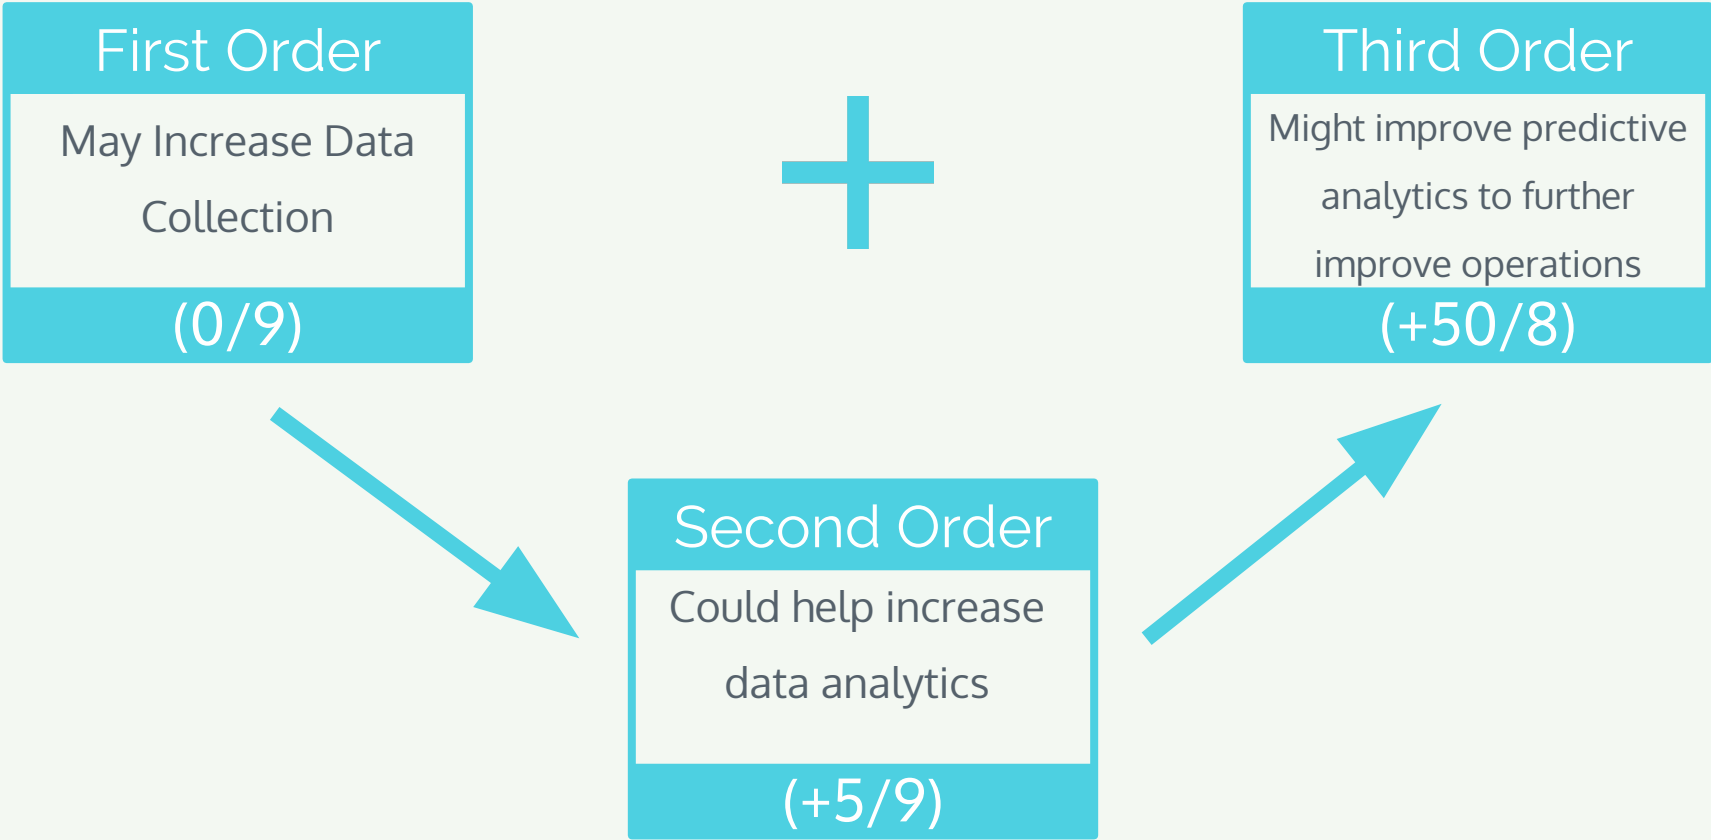 First Order
May Increase Data
Collection
(0/9)
Second Order
Could help increase
data analytics
(+5/9)
Third Order
Might improve predictive
analytics to further
improve operations
(+50/8)